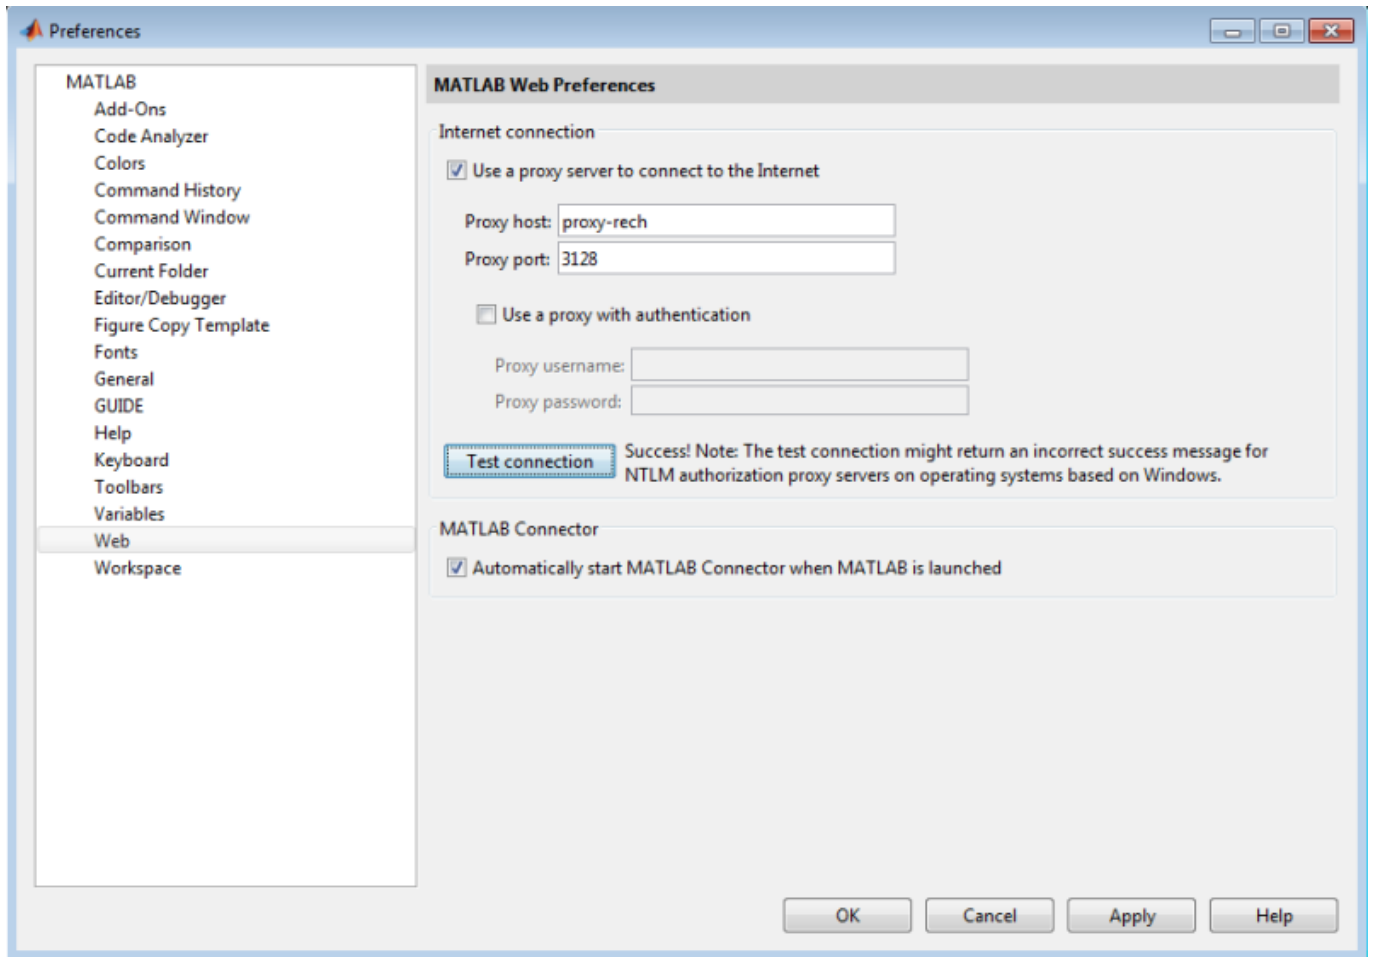 Preferences
MATLAB
Add-Ons
Code Analyzer
Colors
Command History
Command Window
Comparison
Current Folder
Editor/Debugger
Figure Copy Template
Fonts
General
GUIDE
Help
Keyboard
Toolbars
Variables
Web
Workspace
MATLAB Web Preferences
Internet connection
Use a proxy server to connect to the Internet
Proxy host: proxy-rech
Proxy port: 3128
Use a proxy with authentication
Proxy username:
Proxy password:
Test connection
Success! Note: The test connection might return an incorrect success message for
NTLM authorization proxy servers on operating systems based on Windows.
MATLAB Connector
Automatically start MATLAB Connector when MATLAB is launched
OK Cancel Apply Help